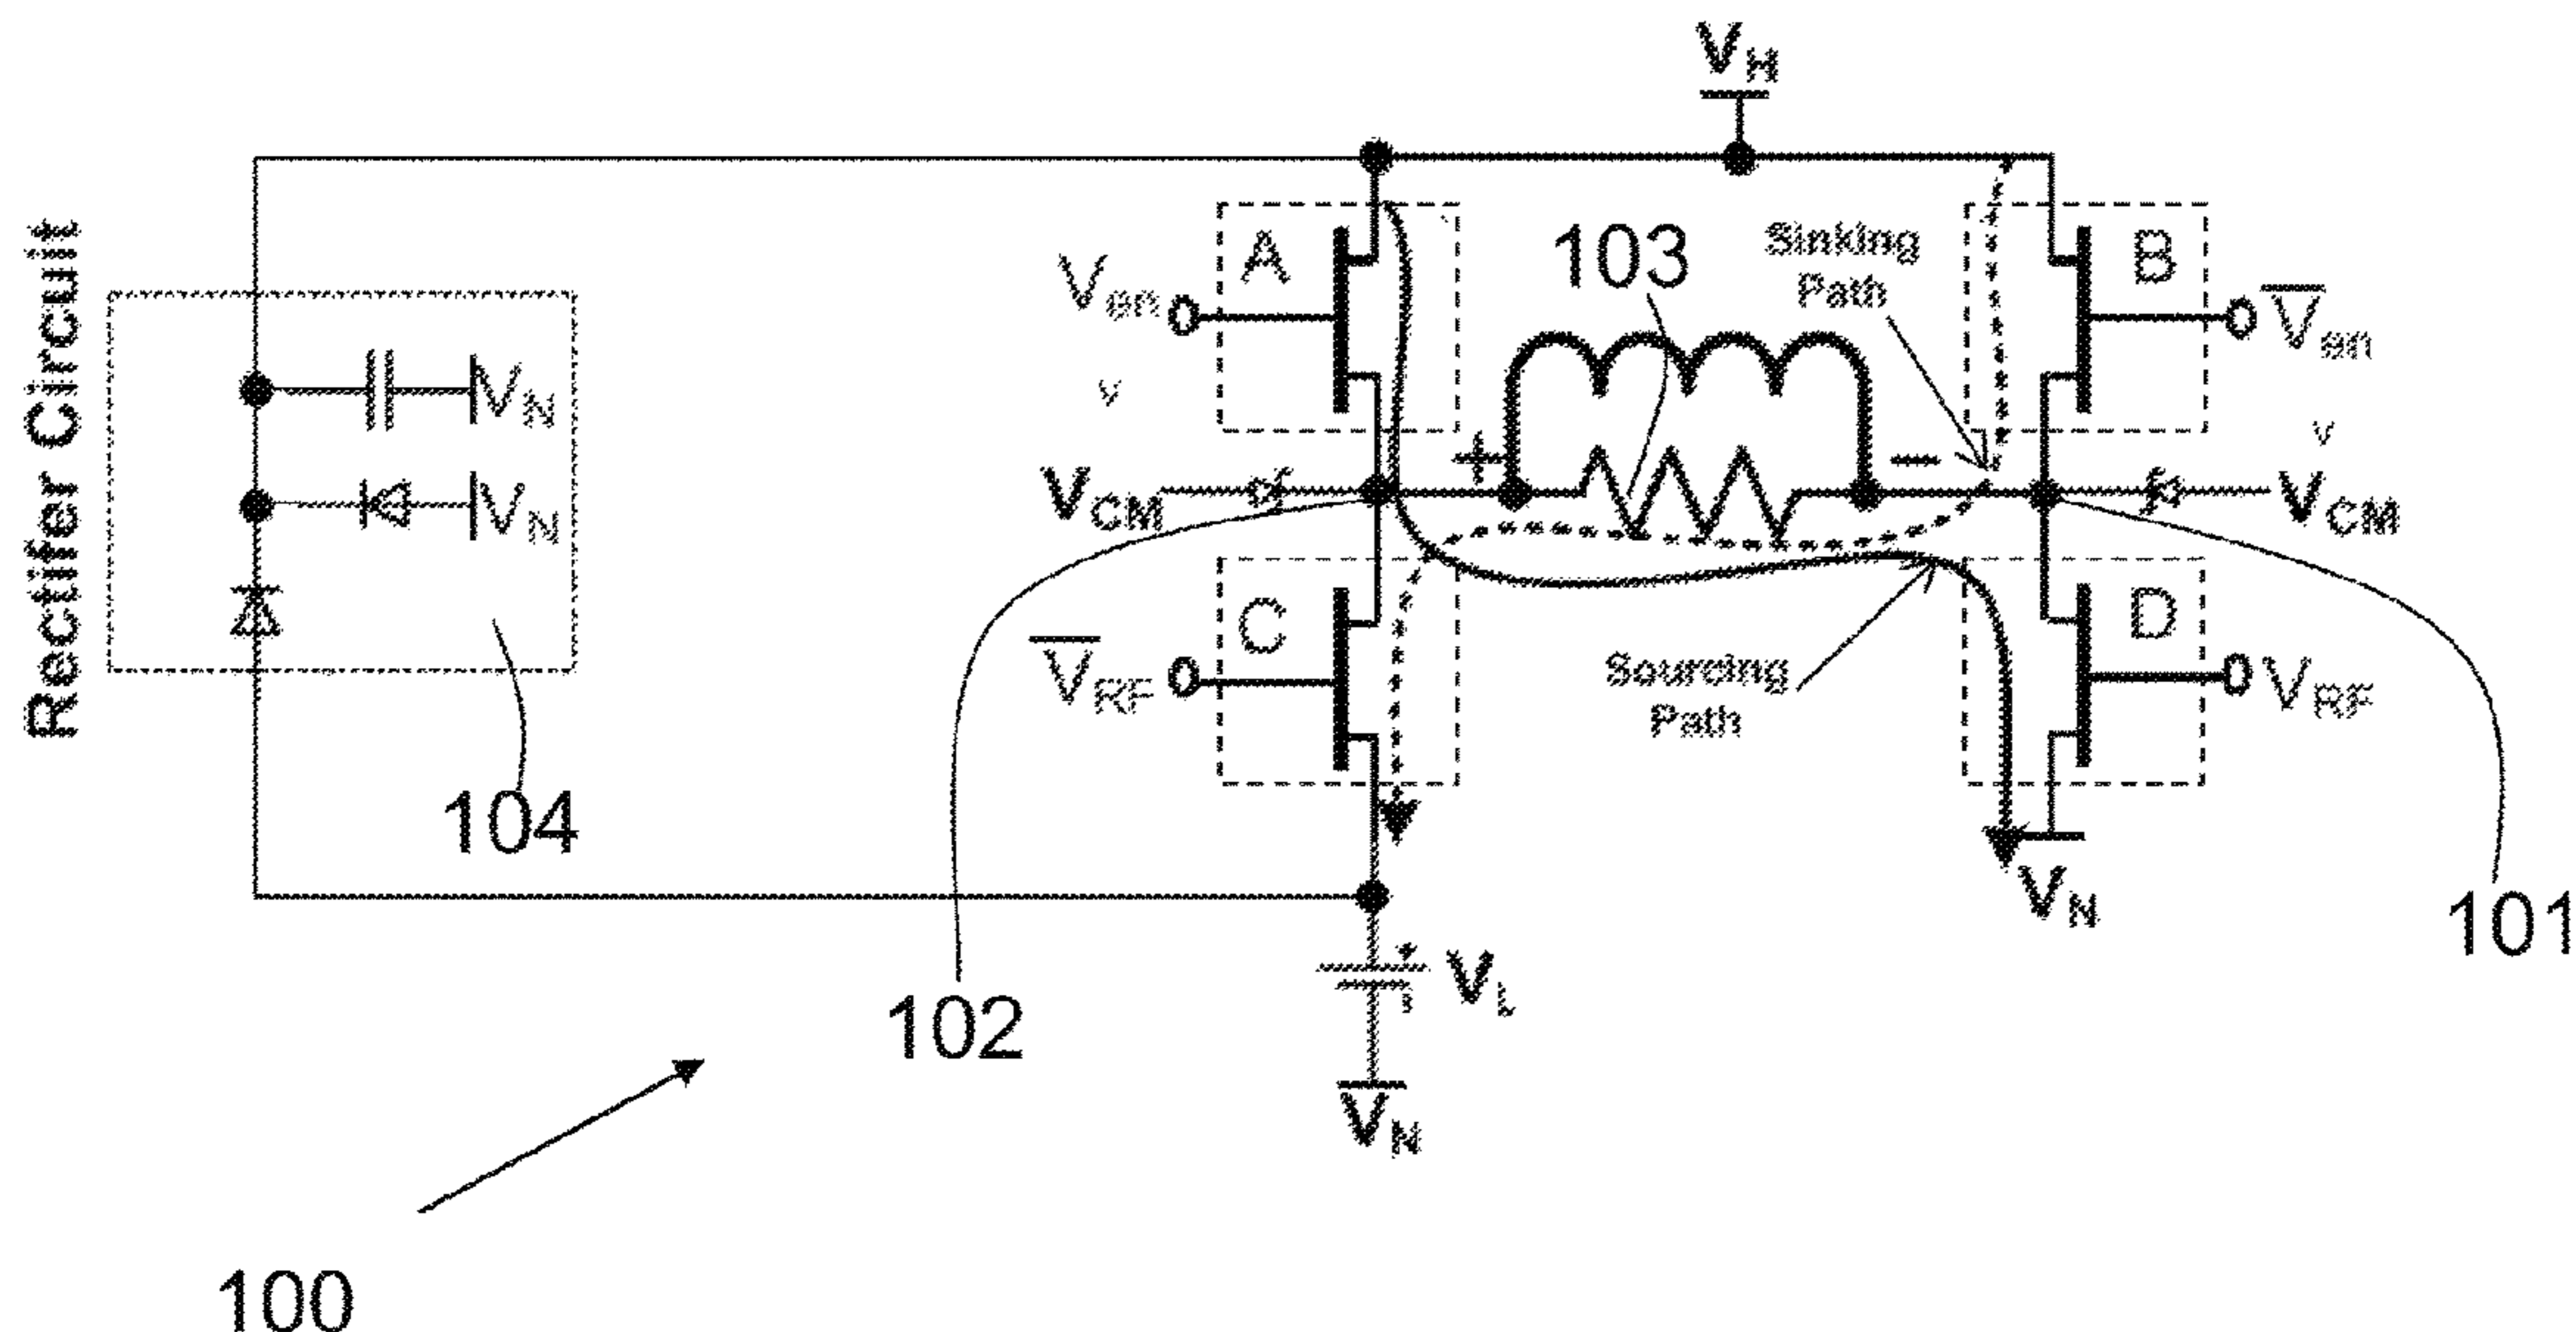 V_H
Rectifer Circuit
V_N
V_N
104
A
V_en
v
V_CM
C
V̅_RF
103
+
−
Sinking
Path
Sourcing
Path
B
V̅_en
v
V_CM
D
V_RF
V_N
101
102
V_L
V_N
100